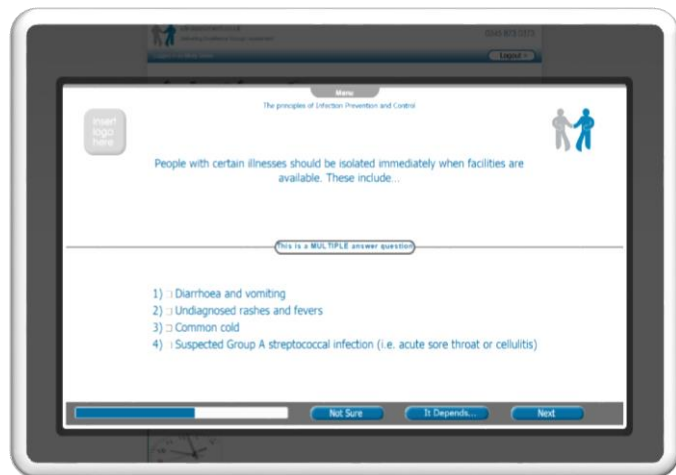 0345 873 0373
Logout >
Menu
The principles of Infection Prevention and Control
insert
logo
here
People with certain illnesses should be isolated immediately when facilities are
available. These include...
This is a MULTIPLE answer question
1) Diarrhoea and vomiting
2) Undiagnosed rashes and fevers
3) Common cold
4) Suspected Group A streptococcal infection (i.e. acute sore throat or cellulitis)
Not Sure
It Depends...
Next